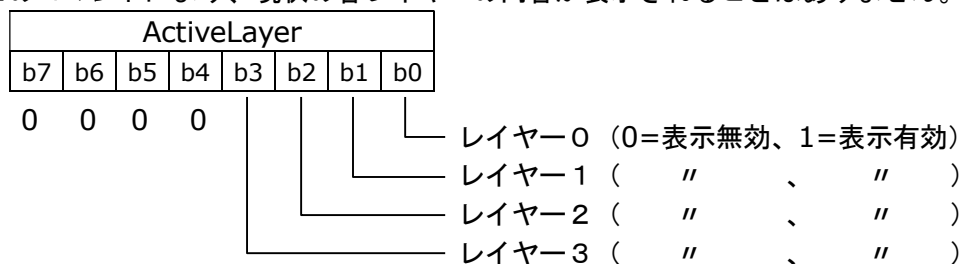 ActiveLayer
b7 b6 b5 b4 b3 b2 b1 b0
0 0 0 0
レイヤー０（0=表示無効、1=表示有効）
レイヤー１（　〃　、　〃　）
レイヤー２（　〃　、　〃　）
レイヤー３（　〃　、　〃　）